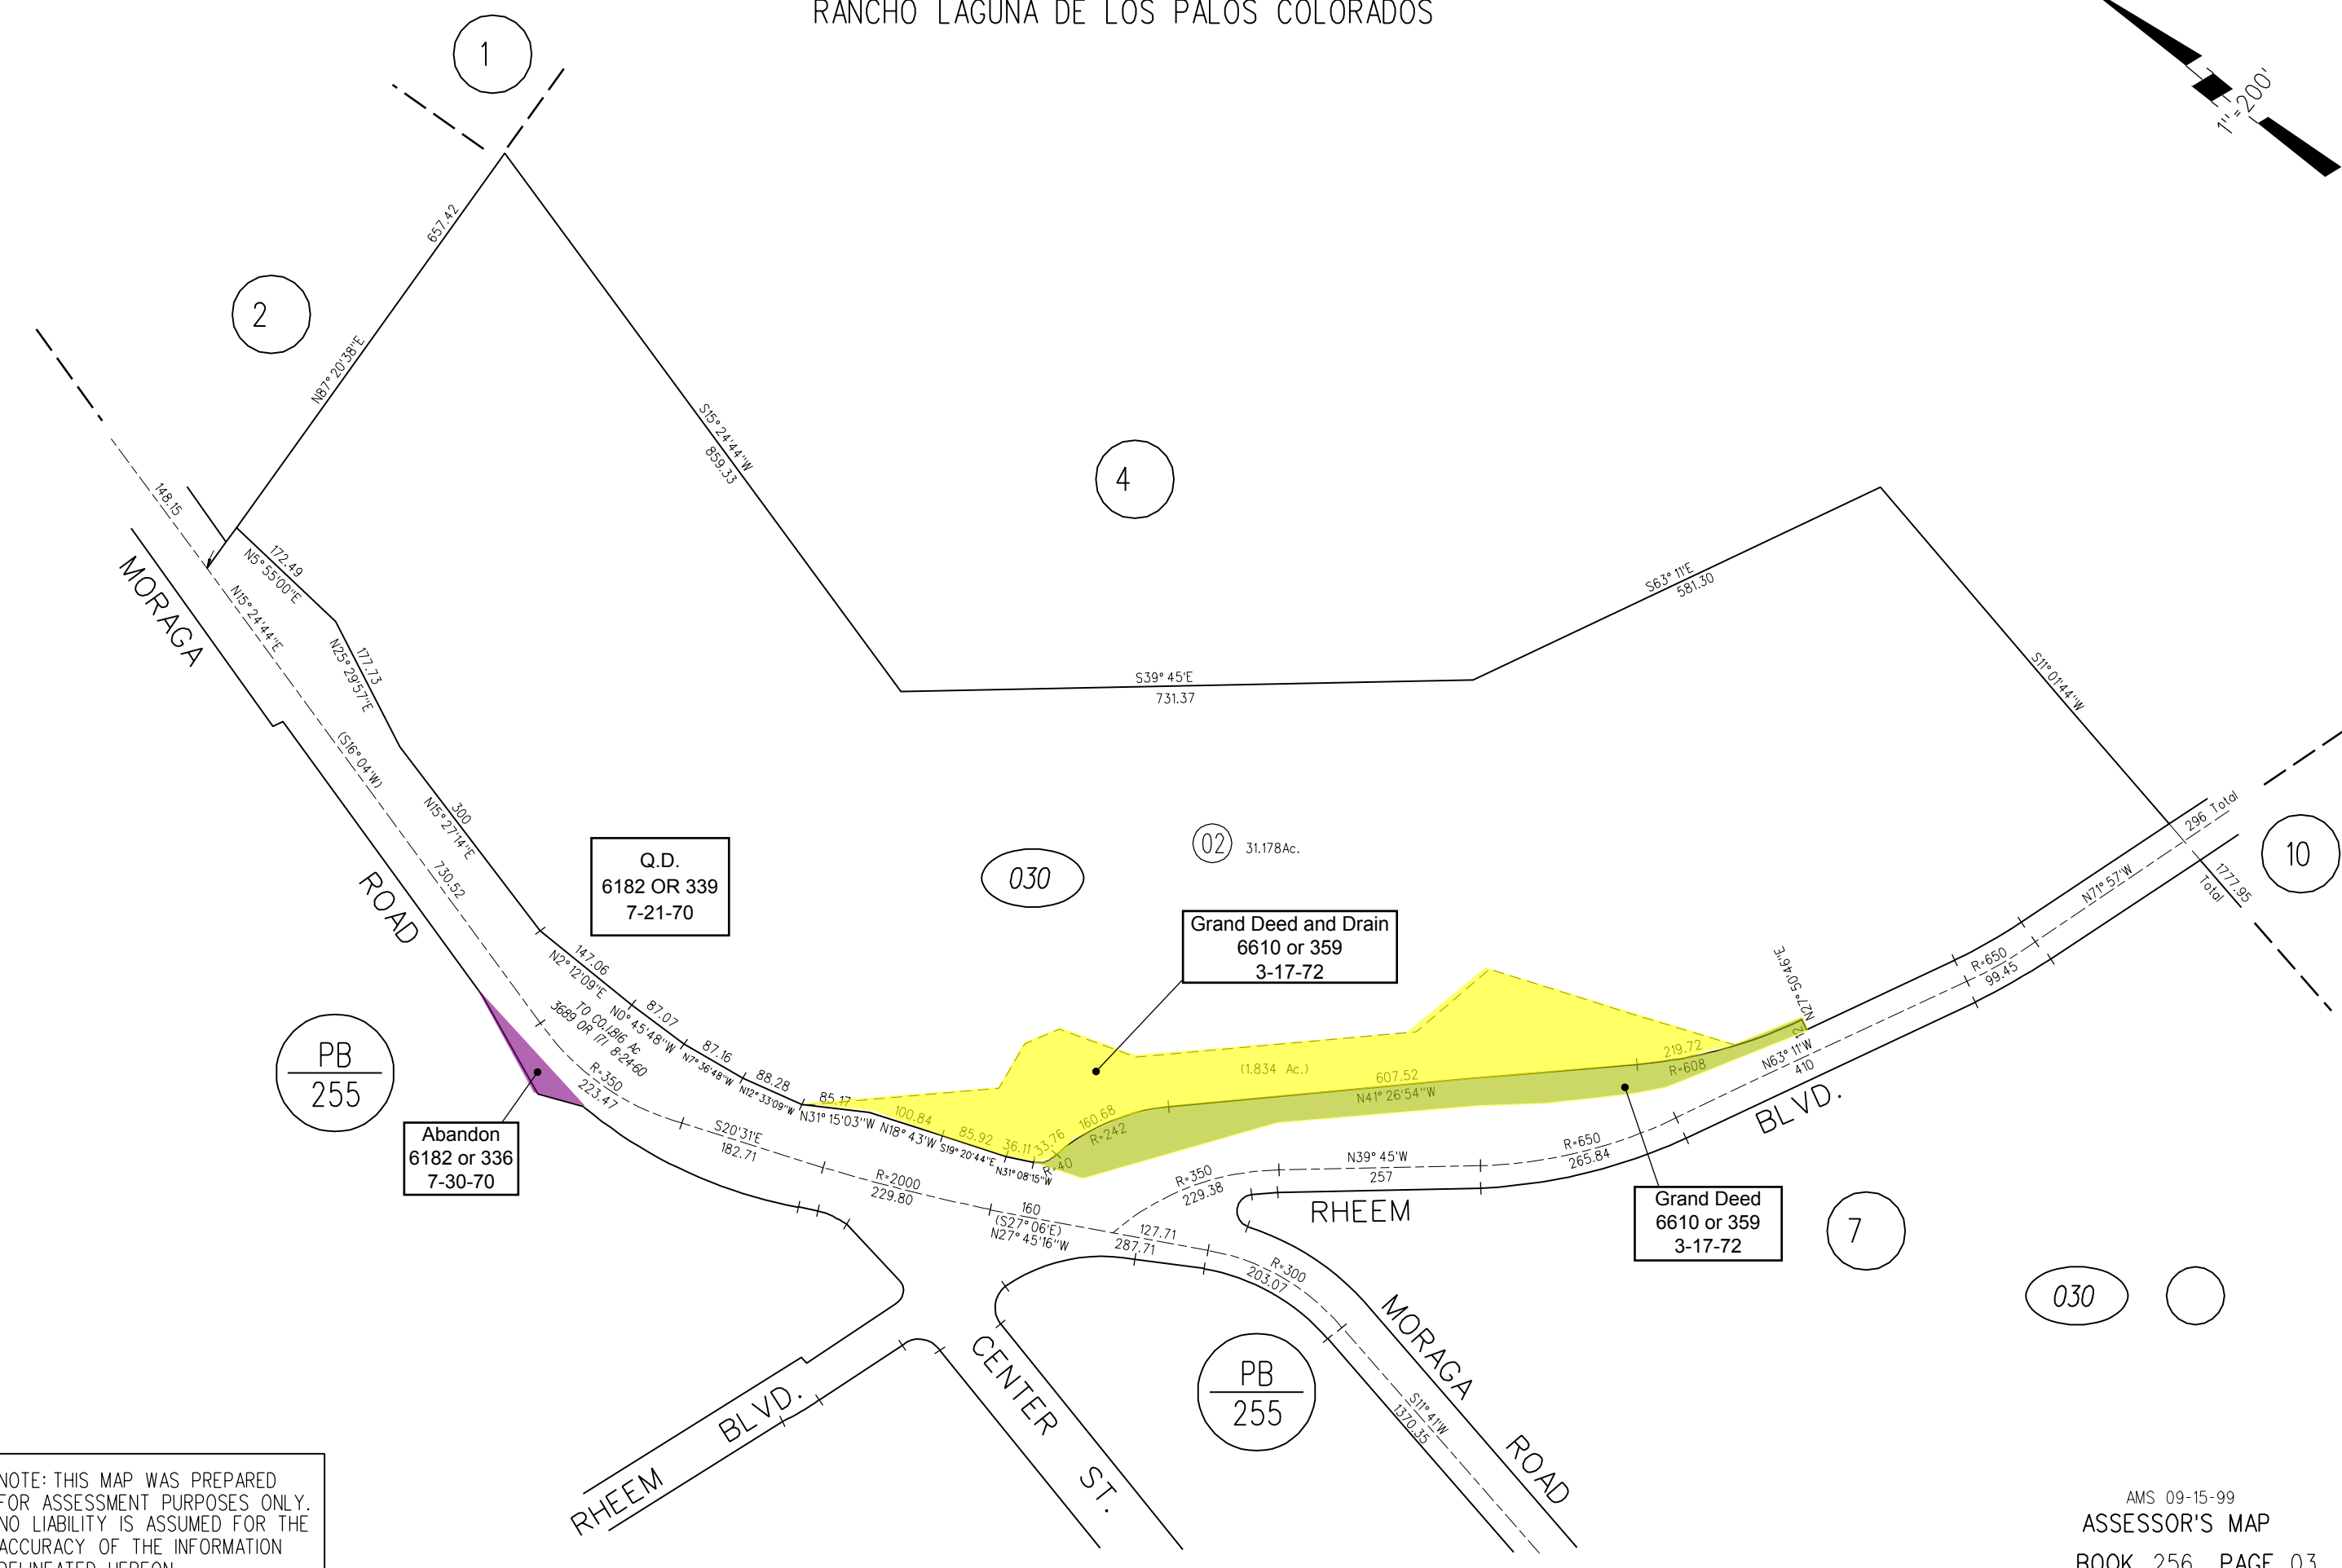 RANCHO LAGUNA DE LOS PALOS COLORADOS
1
1"=200'
657.42
2
N87° 20'38"E
S15° 24'44"W
859.33
4
148.15
172.49
N5° 55'00"E
MORAGA
N15° 24'44"E
177.73
N25° 29'57"E
S63° 11'E
581.30
S39° 45'E
731.37
S11° 01'44"W
(S16° 04'W)
300
N15° 27'14"E
730.52
ROAD
Q.D.
6182 OR 339
7-21-70
030
02
31.178Ac.
296 Total
10
N71° 57'W
1777.95
Total
Grand Deed and Drain
6610 or 359
3-17-72
147.06
N2° 12'09"E
87.07
N0° 45'48"W
TO CO.1.816 Ac
3689 OR 171 8-24-60
87.16
N7° 36'48"W
88.28
N12° 33'09"W
R=350
223.47
85.17
N31° 15'03"W
100.84
N18° 43'W
85.92
S19° 20'44"E
36.11
N31° 08'15"W
33.76
R=40
160.68
R=242
(1.834 Ac.)
607.52
N41° 26'54"W
219.72
R=608
N27° 50'46"E
12
N63° 11'W
410
R=650
99.45
BLVD.
PB
255
Abandon
6182 or 336
7-30-70
S20°31'E
182.71
R=2000
229.80
160
(S27° 06'E)
N27° 45'16"W
127.71
287.71
R=350
229.38
N39° 45'W
257
RHEEM
R=650
265.84
Grand Deed
6610 or 359
3-17-72
7
030
R=300
203.07
MORAGA
ROAD
PB
255
S11° 41'W
1370.35
CENTER ST.
RHEEM BLVD.
NOTE: THIS MAP WAS PREPARED
FOR ASSESSMENT PURPOSES ONLY.
NO LIABILITY IS ASSUMED FOR THE
ACCURACY OF THE INFORMATION
DELINEATED HEREON
AMS 09-15-99
ASSESSOR'S MAP
BOOK 256 PAGE 03